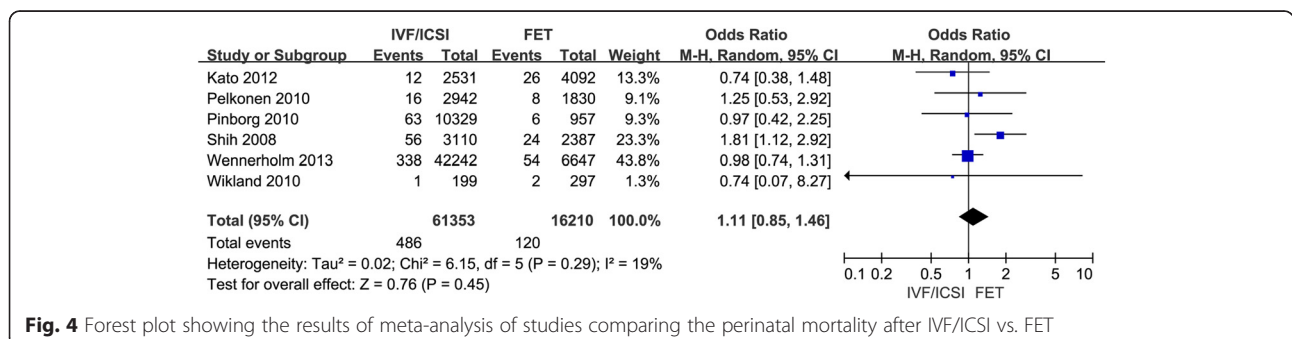 IVF/ICSI FET Odds Ratio Odds Ratio
Study or Subgroup Events Total Events Total Weight M-H, Random, 95% CI M-H, Random, 95% CI
Kato 2012 12 2531 26 4092 13.3% 0.74 [0.38, 1.48]
Pelkonen 2010 16 2942 8 1830 9.1% 1.25 [0.53, 2.92]
Pinborg 2010 63 10329 6 957 9.3% 0.97 [0.42, 2.25]
Shih 2008 56 3110 24 2387 23.3% 1.81 [1.12, 2.92]
Wennerholm 2013 338 42242 54 6647 43.8% 0.98 [0.74, 1.31]
Wikland 2010 1 199 2 297 1.3% 0.74 [0.07, 8.27]
Total (95% CI) 61353 16210 100.0% 1.11 [0.85, 1.46]
Total events 486 120
Heterogeneity: Tau² = 0.02; Chi² = 6.15, df = 5 (P = 0.29); I² = 19%
Test for overall effect: Z = 0.76 (P = 0.45)
0.1 0.2 0.5 1 2 5 10
IVF/ICSI FET
Fig. 4 Forest plot showing the results of meta-analysis of studies comparing the perinatal mortality after IVF/ICSI vs. FET